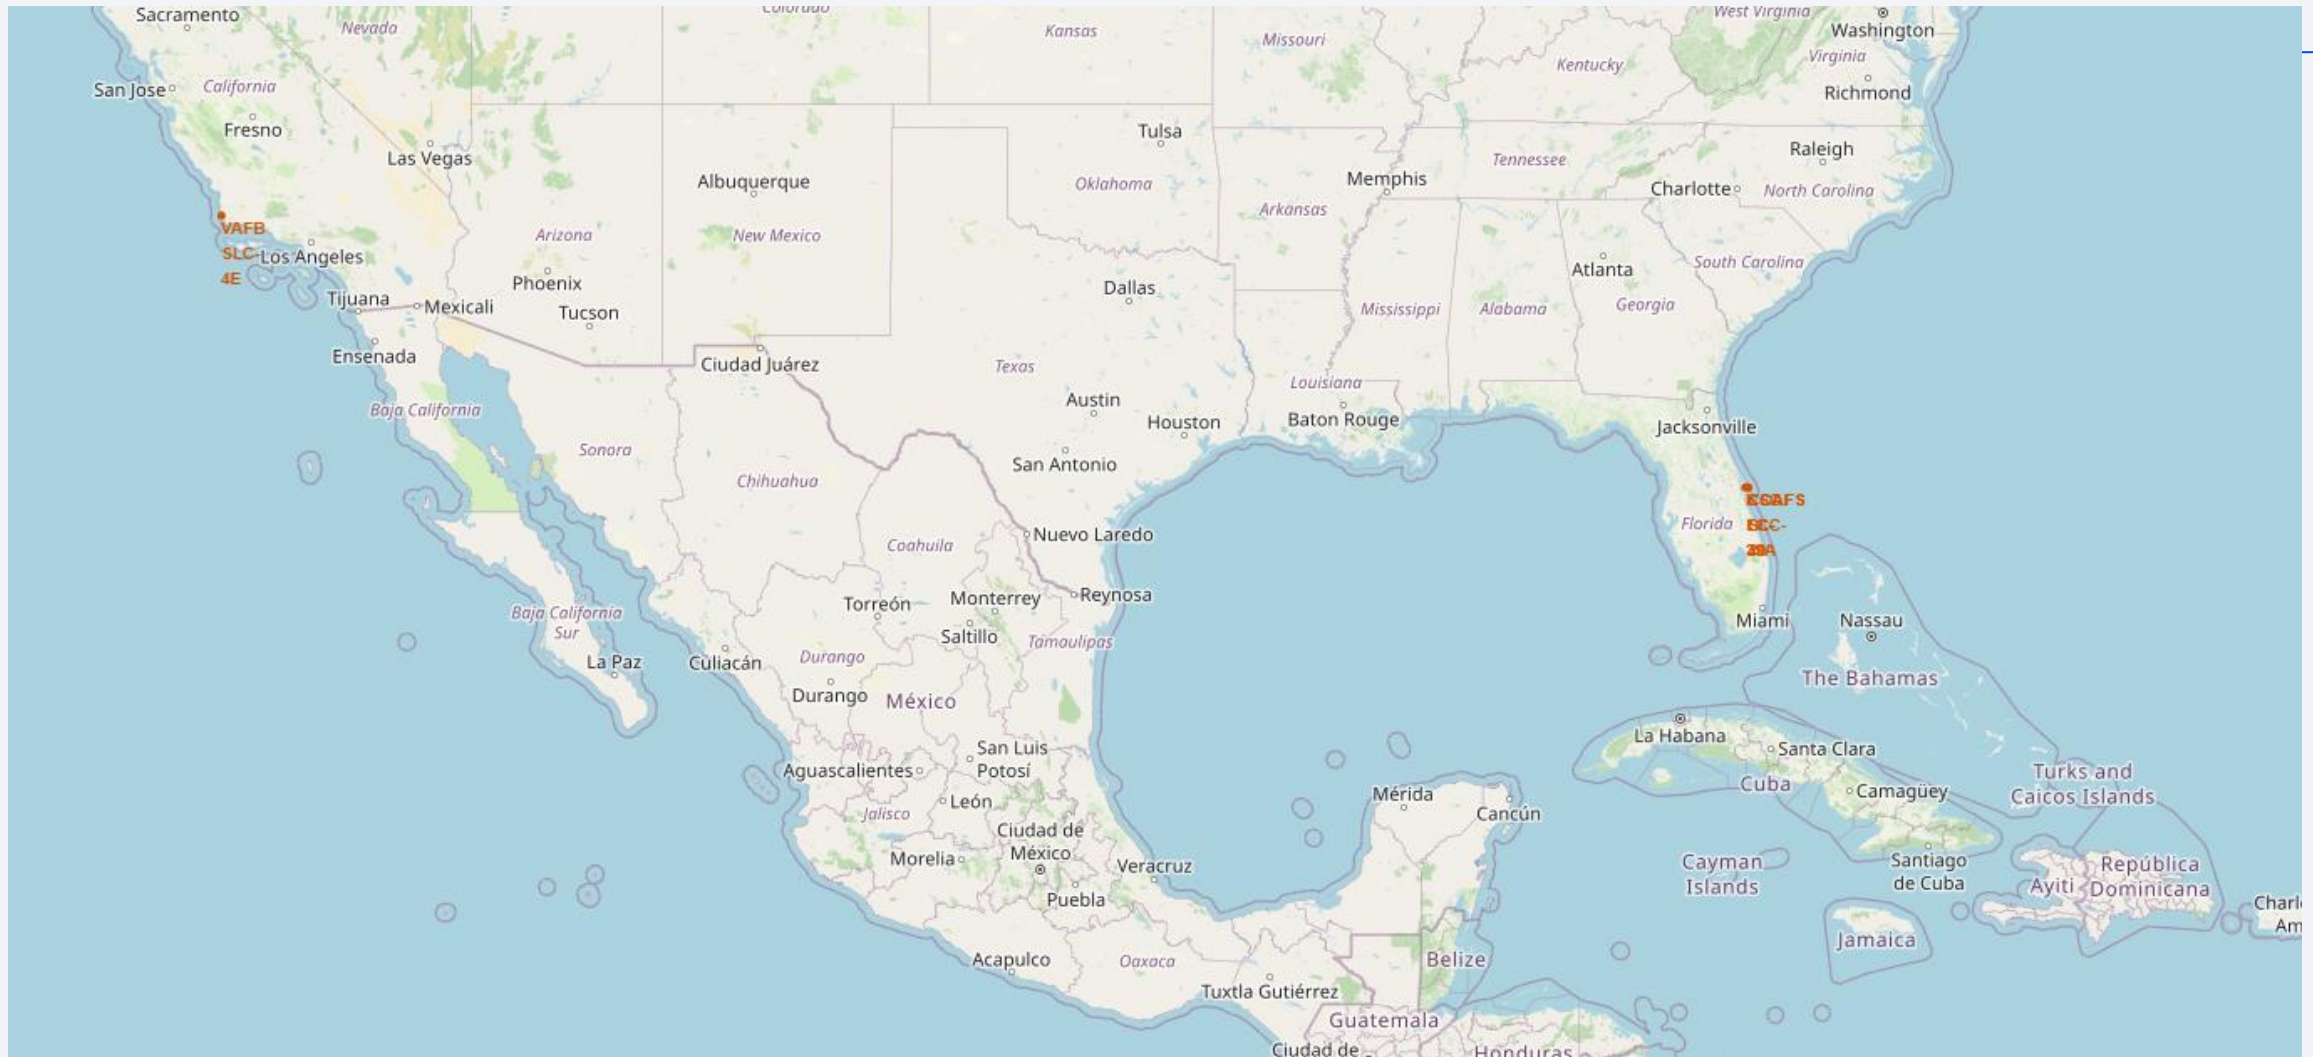 Sacramento
Nevada
Colorado
Kansas
Missouri
West Virginia
Washington
Virginia
Kentucky
San Jose
California
Richmond
Fresno
Las Vegas
Tulsa
Raleigh
Albuquerque
Oklahoma
Memphis
Tennessee
Charlotte
North Carolina
Arkansas
VAFB
SLC-
4E
Los Angeles
Arizona
New Mexico
Phoenix
Atlanta
South Carolina
Tijuana
Mexicali
Tucson
Dallas
Mississippi
Alabama
Georgia
Ensenada
Ciudad Juárez
Texas
Louisiana
Baja California
Austin
Houston
Baton Rouge
Jacksonville
Sonora
San Antonio
Chihuahua
Florida
Coahuila
Nuevo Laredo
Torreón
Monterrey
Reynosa
Baja California
Sur
Saltillo
Tamaulipas
Miami
Nassau
La Paz
Culiacán
Durango
Durango
México
The Bahamas
La Habana
Santa Clara
San Luis
Potosí
Aguascalientes
Cuba
Camagüey
Turks and
Caicos Islands
León
Jalisco
Mérida
Cancún
Ciudad de
México
Morelia
Veracruz
Puebla
Cayman
Islands
Santiago
de Cuba
Ayiti
República
Dominicana
Charl
Am
Jamaica
Acapulco
Oaxaca
Belize
Tuxtla Gutiérrez
Guatemala
Ciudad de
Honduras